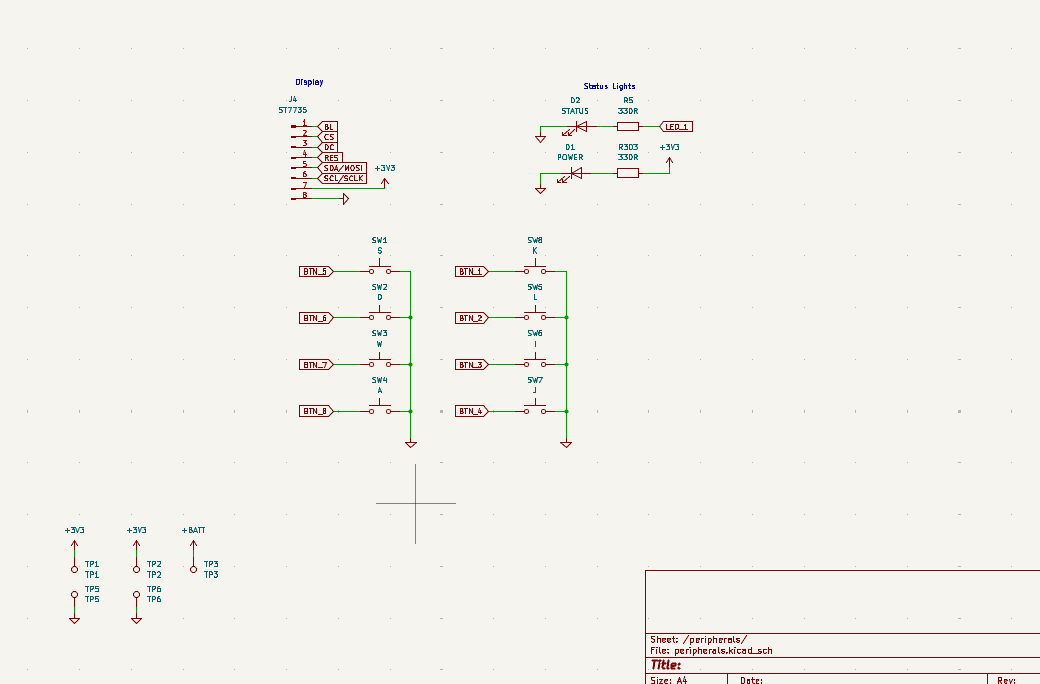 Display
J4
ST7735
1 BL
2 CS
3 DC
4 RES
5 SDA/MOSI
6 SCL/SCLK
7
8
+3V3
Status Lights
D2
STATUS
R5
330R
LED_1
D1
POWER
R303
330R
+3V3
SW1
S
BTN_5
SW2
D
BTN_6
SW3
W
BTN_7
SW4
A
BTN_8
SW8
K
BTN_1
SW5
L
BTN_2
SW6
I
BTN_3
SW7
J
BTN_4
+3V3
TP1
TP1
TP5
TP5
+3V3
TP2
TP2
TP6
TP6
+BATT
TP3
TP3
Sheet: /peripherals/
File: peripherals.kicad_sch
Title:
Size: A4 Date: Rev: